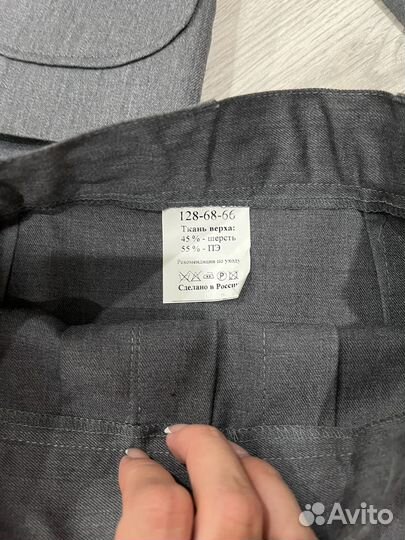 128-68-66
Ткань верха:
45 % - шерсть
55 % - ПЭ
Рекомендации по уходу
P
Сделано в России
Avito